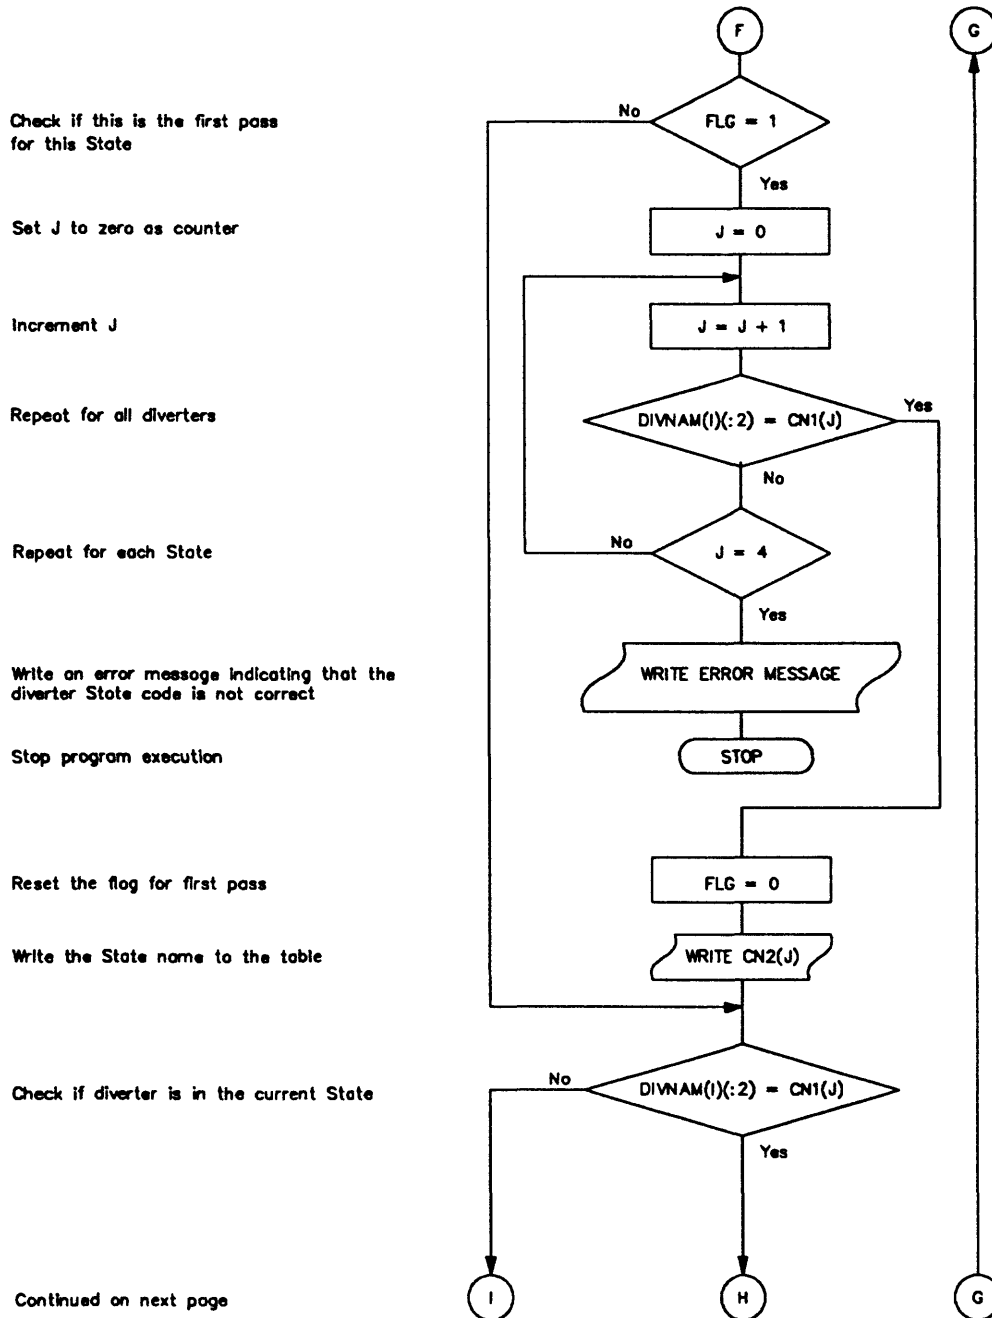 F
G
Check if this is the first pass
for this State
No
FLG = 1
Yes
Set J to zero as counter
J = 0
Increment J
J = J + 1
Repeat for all diverters
DIVNAM(I)(:2) = CN1(J)
Yes
No
Repeat for each State
No
J = 4
Yes
Write an error message indicating that the
diverter State code is not correct
WRITE ERROR MESSAGE
Stop program execution
STOP
Reset the flag for first pass
FLG = 0
Write the State name to the table
WRITE CN2(J)
Check if diverter is in the current State
No
DIVNAM(I)(:2) = CN1(J)
Yes
Continued on next page
I
H
G